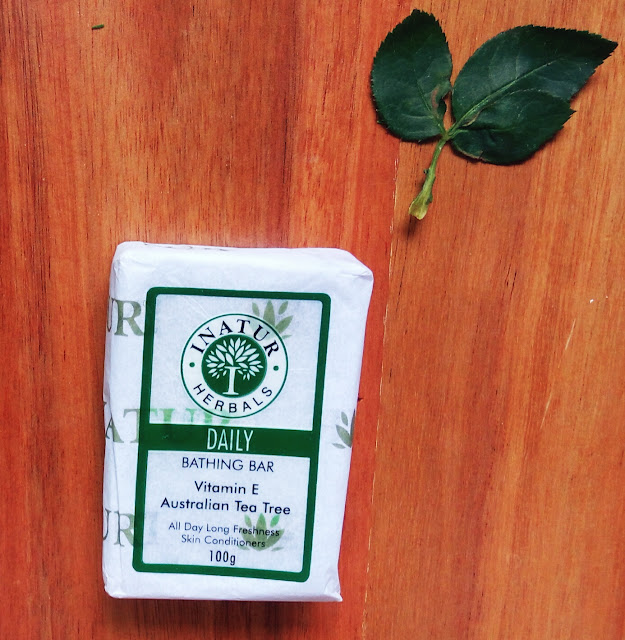 INATUR
HERBALS
DAILY
BATHING BAR
Vitamin E
Australian Tea Tree
All Day Long Freshness
Skin Conditioners
100g